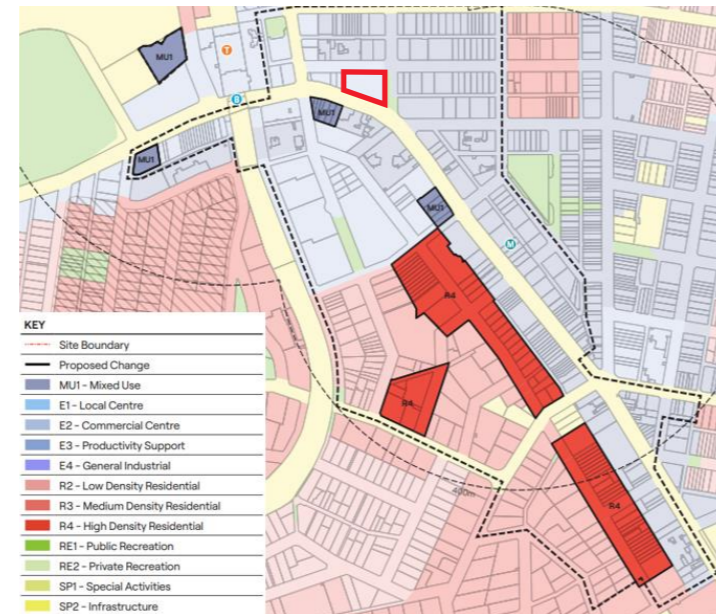 T
MU1
B
MU1
MU1
MU1
M
R4
R4
R4
400m
KEY
Site Boundary
Proposed Change
MU1 - Mixed Use
E1 - Local Centre
E2 - Commercial Centre
E3 - Productivity Support
E4 - General Industrial
R2 - Low Density Residential
R3 - Medium Density Residential
R4 - High Density Residential
RE1 - Public Recreation
RE2 - Private Recreation
SP1 - Special Activities
SP2 - Infrastructure